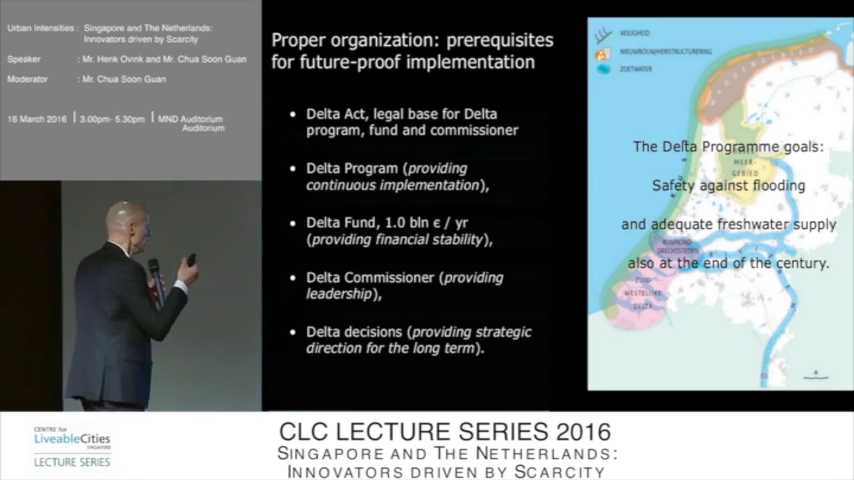 Urban Intensities : Singapore and The Netherlands:
Innovators driven by Scarcity
Speaker : Mr. Henk Ovink and Mr. Chua Soon Guan
Moderator : Mr. Chua Soon Guan
16 March 2016 | 3.00pm- 5.30pm | MND Auditorium
Auditorium
Proper organization: prerequisites
for future-proof implementation
• Delta Act, legal base for Delta
program, fund and commissioner
• Delta Program (providing
continuous implementation),
• Delta Fund, 1.0 bln € / yr
(providing financial stability),
• Delta Commissioner (providing
leadership),
• Delta decisions (providing strategic
direction for the long term).
VEILIGHEID
NIEUWBOUW/HERSTRUCTURERING
ZOETWATER
WADDENGEBIED
KUST
The Delta Programme goals:
MEER-
GEBIED
Safety against flooding
and adequate freshwater supply
RIJNMOND
DRECHTSTEDEN
also at the end of the century.
ZUID-
WESTELIJKE
DELTA
CENTRE for
LiveableCities
SINGAPORE
LECTURE SERIES
CLC LECTURE SERIES 2016
SINGAPORE AND THE NETHERLANDS:
INNOVATORS DRIVEN BY SCARCITY